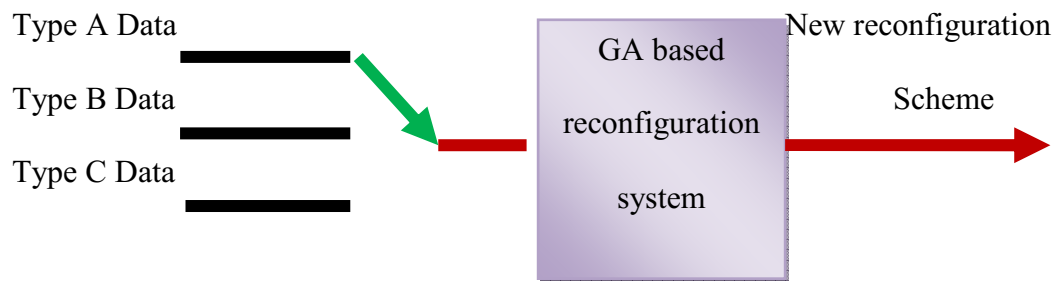 Type A Data
Type B Data
Type C Data
GA based
reconfiguration
system
New reconfiguration
Scheme